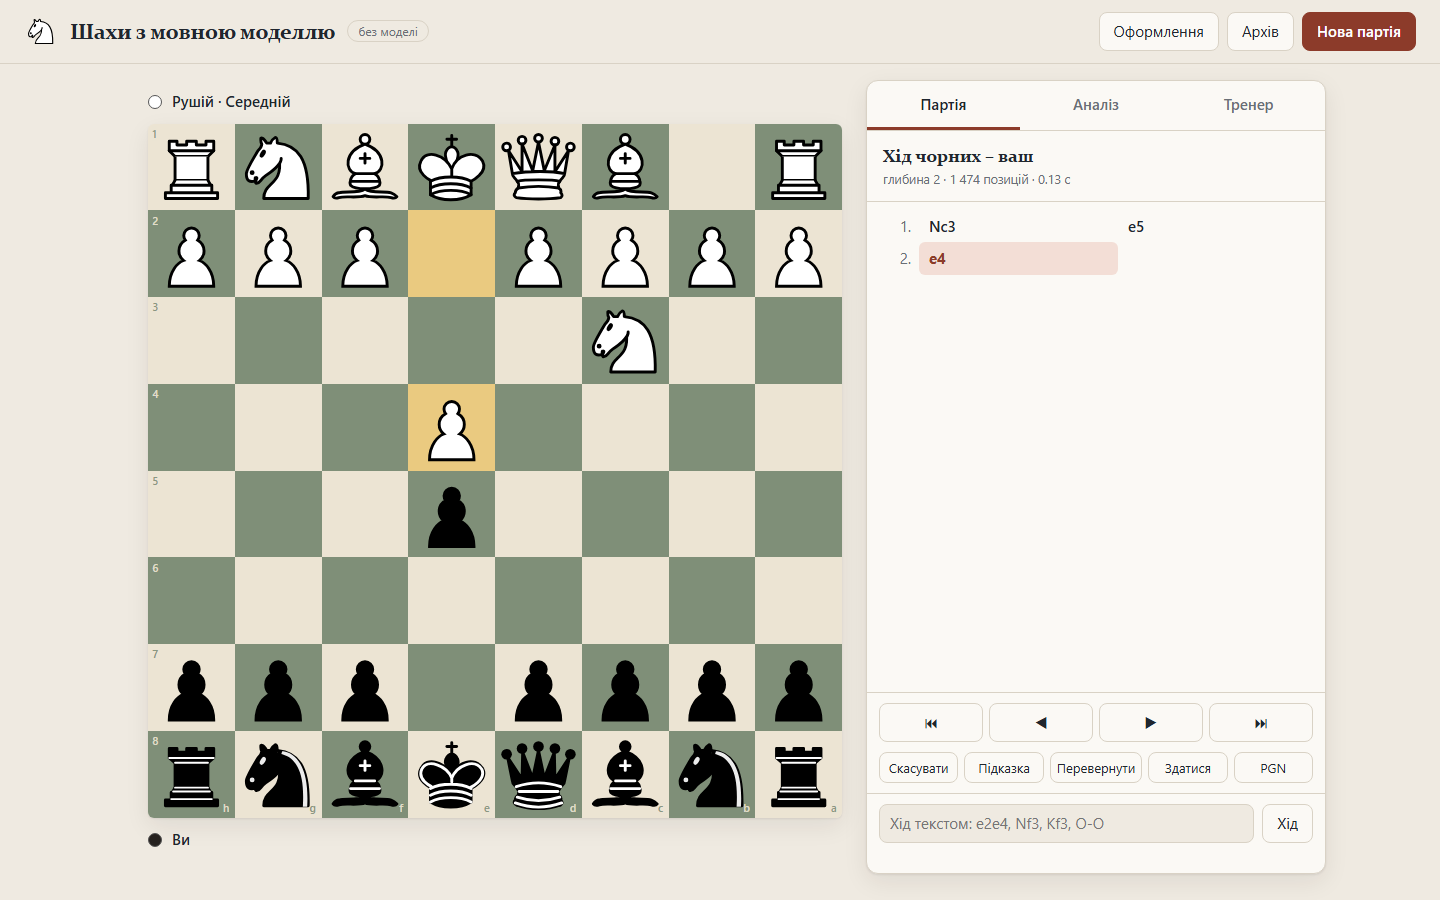 Шахи з мовною моделлю
без моделі
Оформлення
Архів
Нова партія
Рушій · Середній
1
2
3
4
5
6
7
8
h g f e d c b a
Ви
Партія Аналіз Тренер
Хід чорних – ваш
глибина 2 · 1 474 позицій · 0.13 с
1. Nc3 e5
2. e4
Скасувати Підказка Перевернути Здатися PGN
Хід текстом: e2e4, Nf3, Kf3, O-O Хід